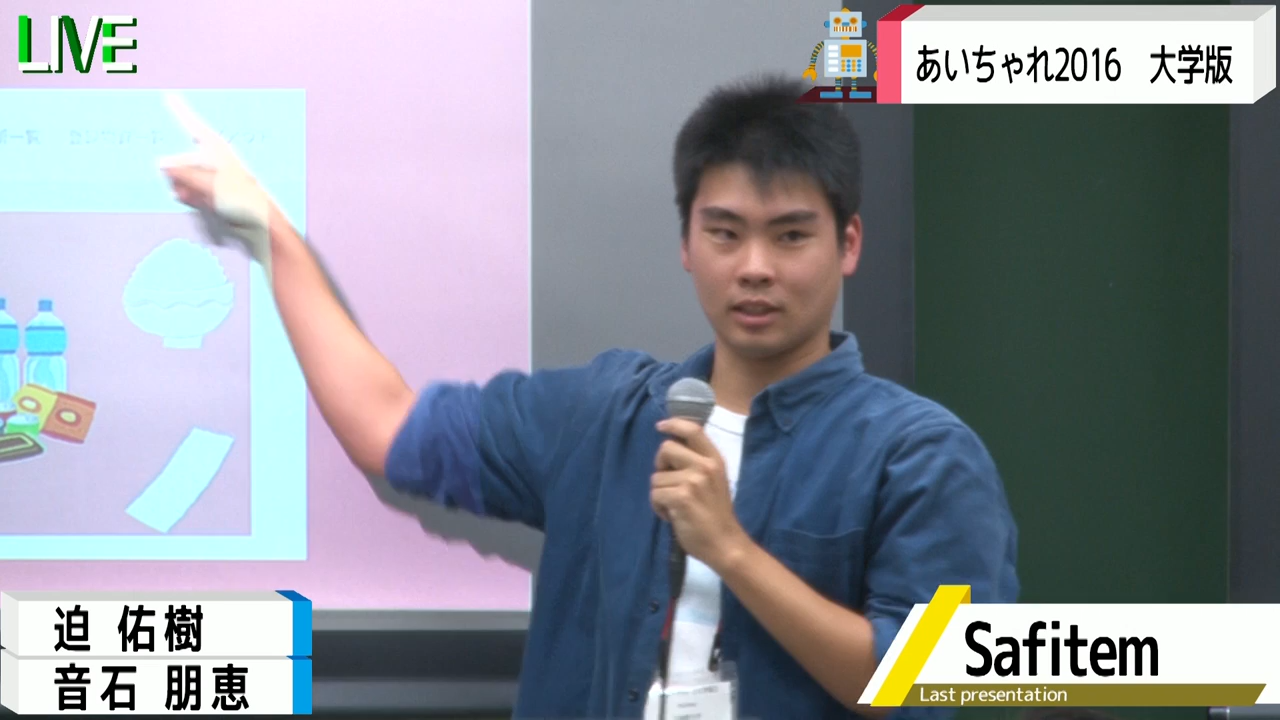 LIVE
あいちゃれ2016 大学版
迫 佑樹
音石 朋恵
Safitem
Last presentation